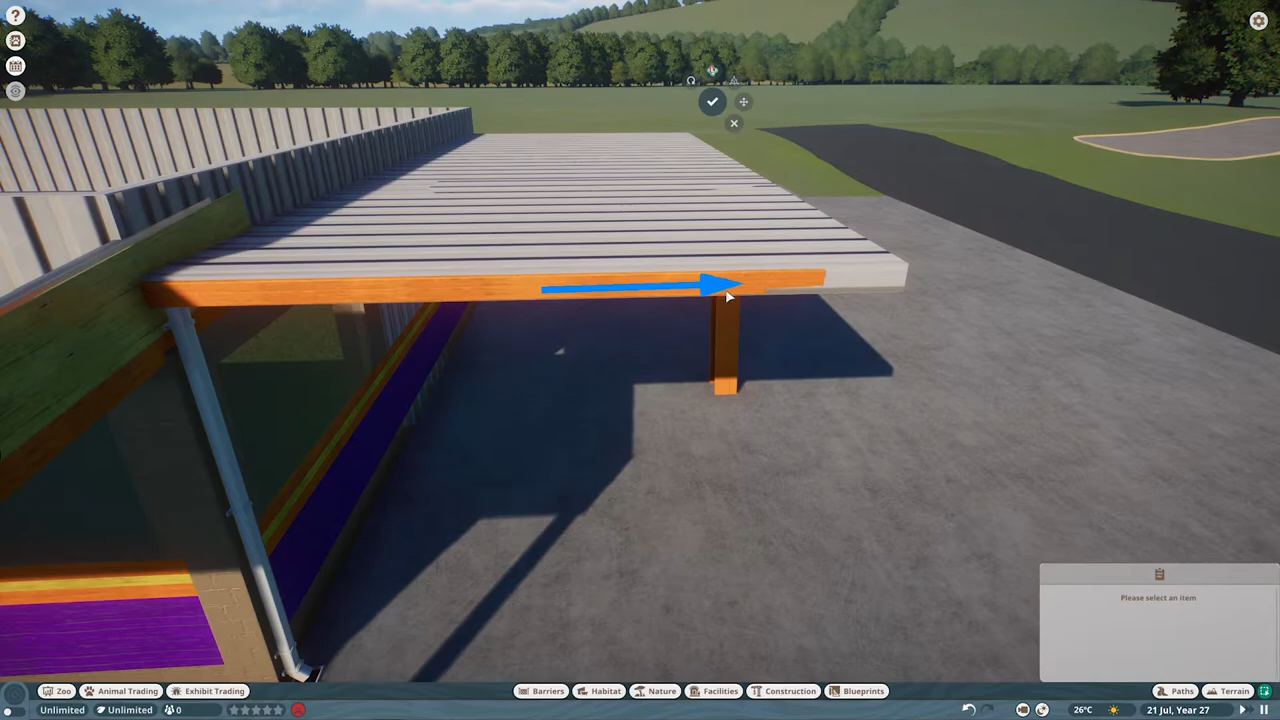 ?
Please select an item
Zoo Animal Trading Exhibit Trading Barriers Habitat Nature Facilities Construction Blueprints Paths Terrain
Unlimited Unlimited 0 26°C 21 Jul, Year 27